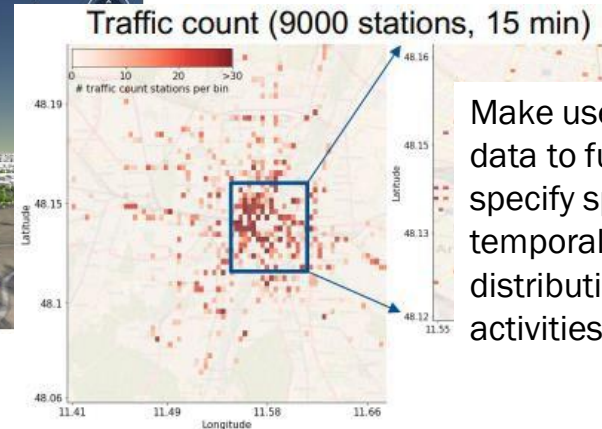 Traffic count (9000 stations, 15 min)
0 10 20 >30
# traffic count stations per bin
48.19
48.15
48.1
48.06
Latitude
11.41 11.49 11.58 11.66
Longitude
48.16
48.15
48.13
48.12
Latitude
11.55
Make use
data to fu
specify sp
temporal
distributi
activities